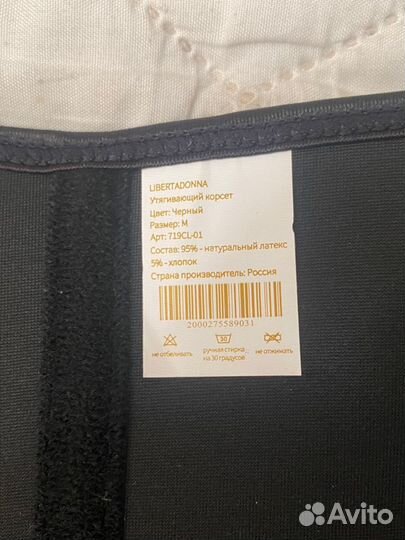 LIBERTADONNA
Утягивающий корсет
Цвет: Черный
Размер: М
Арт: 719CL-01
Состав: 95% - натуральный латекс
5% - хлопок
Страна производитель: Россия
2000275589031
30
не отбеливать ручная стирка не отжимать
на 30 градусов
Avito